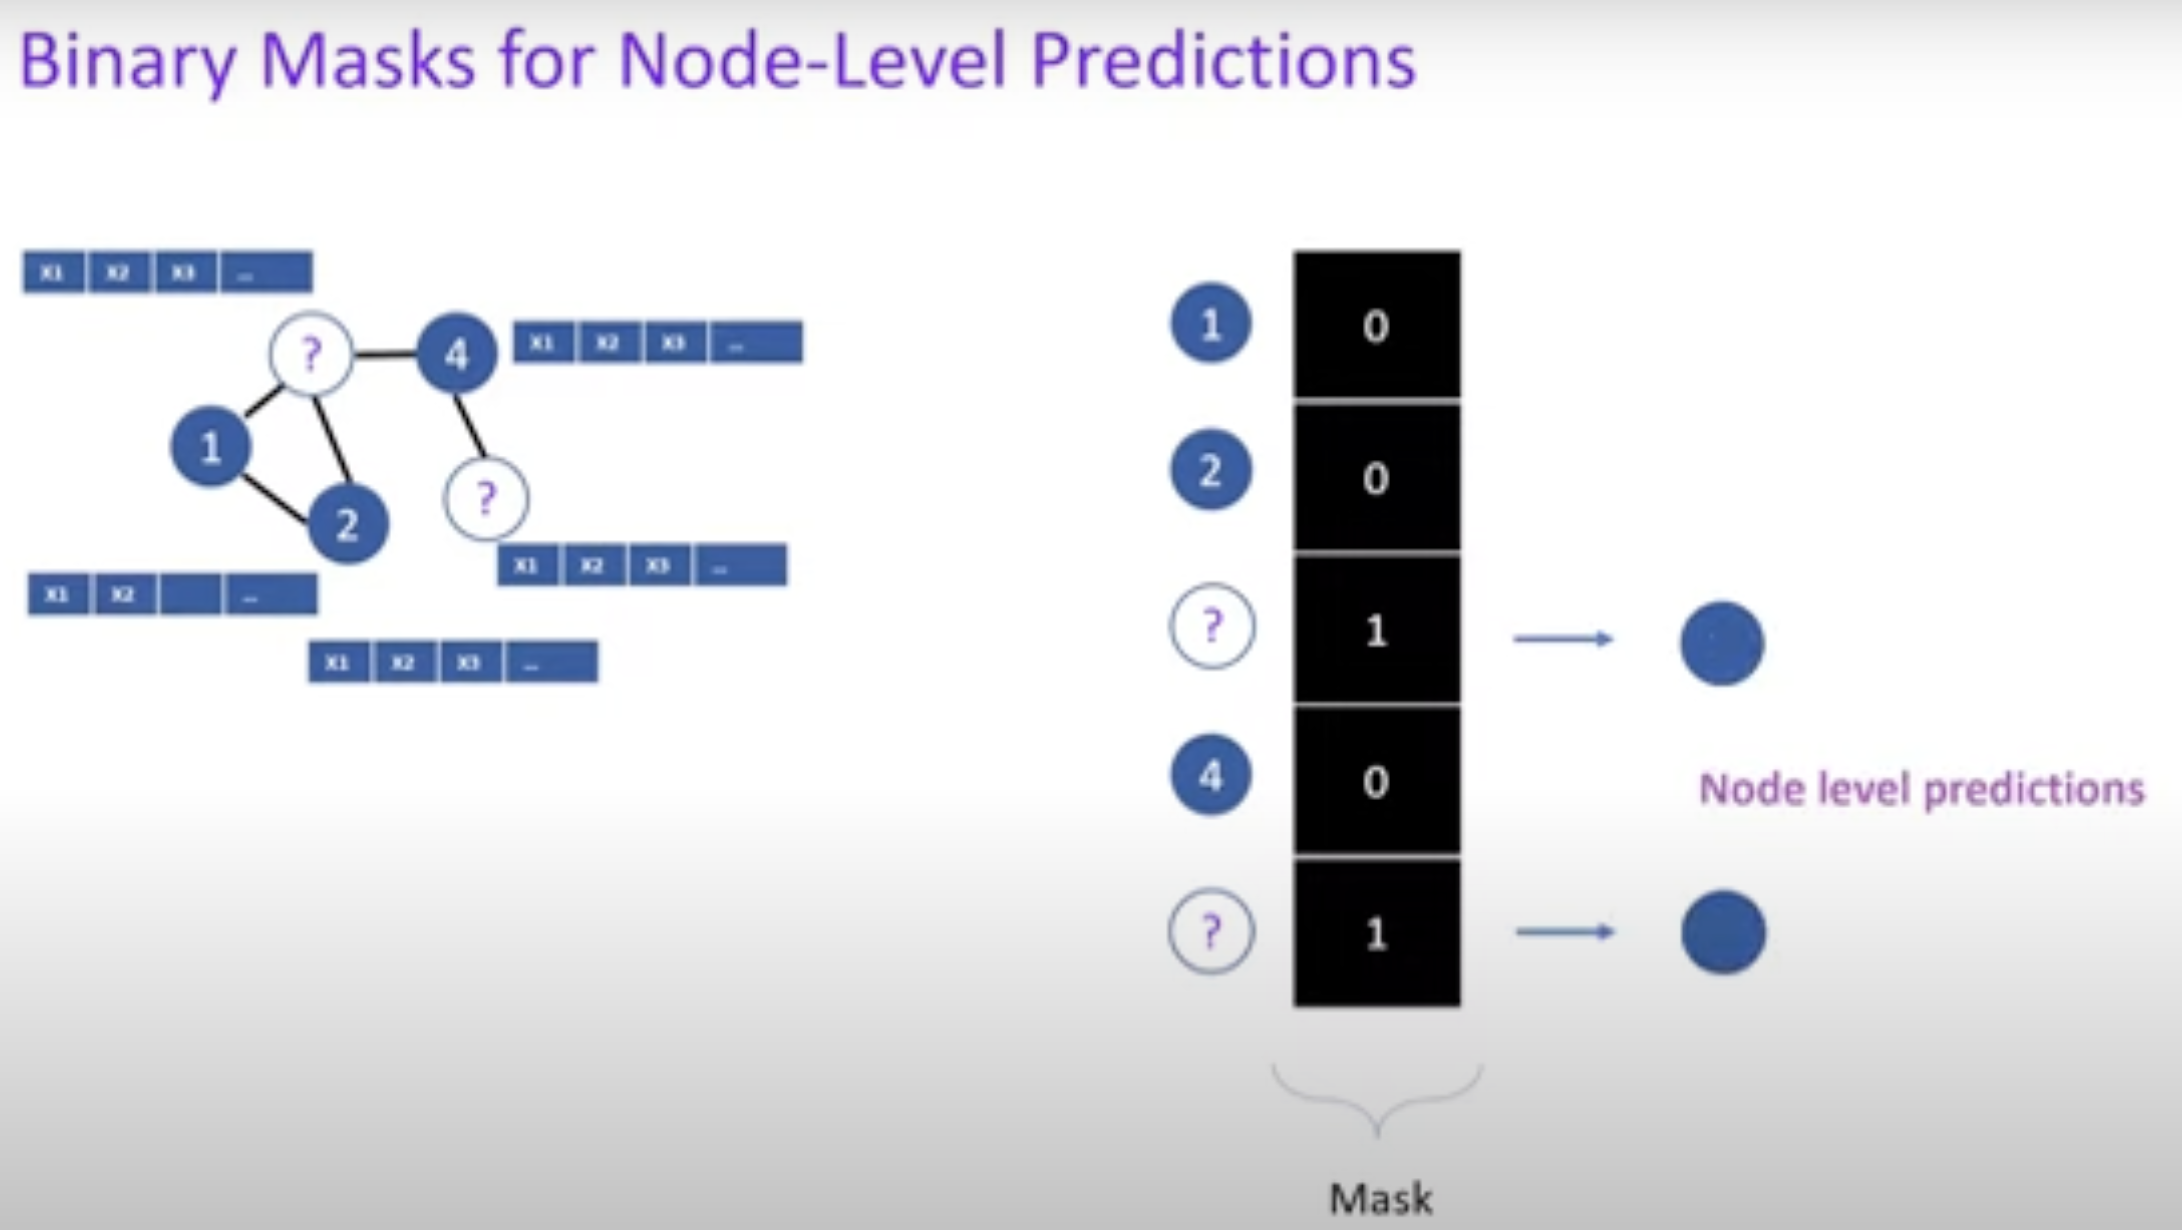 Binary Masks for Node-Level Predictions
X1 X2 X3 ...
? 4 X1 X2 X3 ...
1
2 ?
X1 X2 X3 ...
X1 X2 ...
X1 X2 X3 ...
1 0
2 0
? 1
4 0
Node level predictions
? 1
Mask